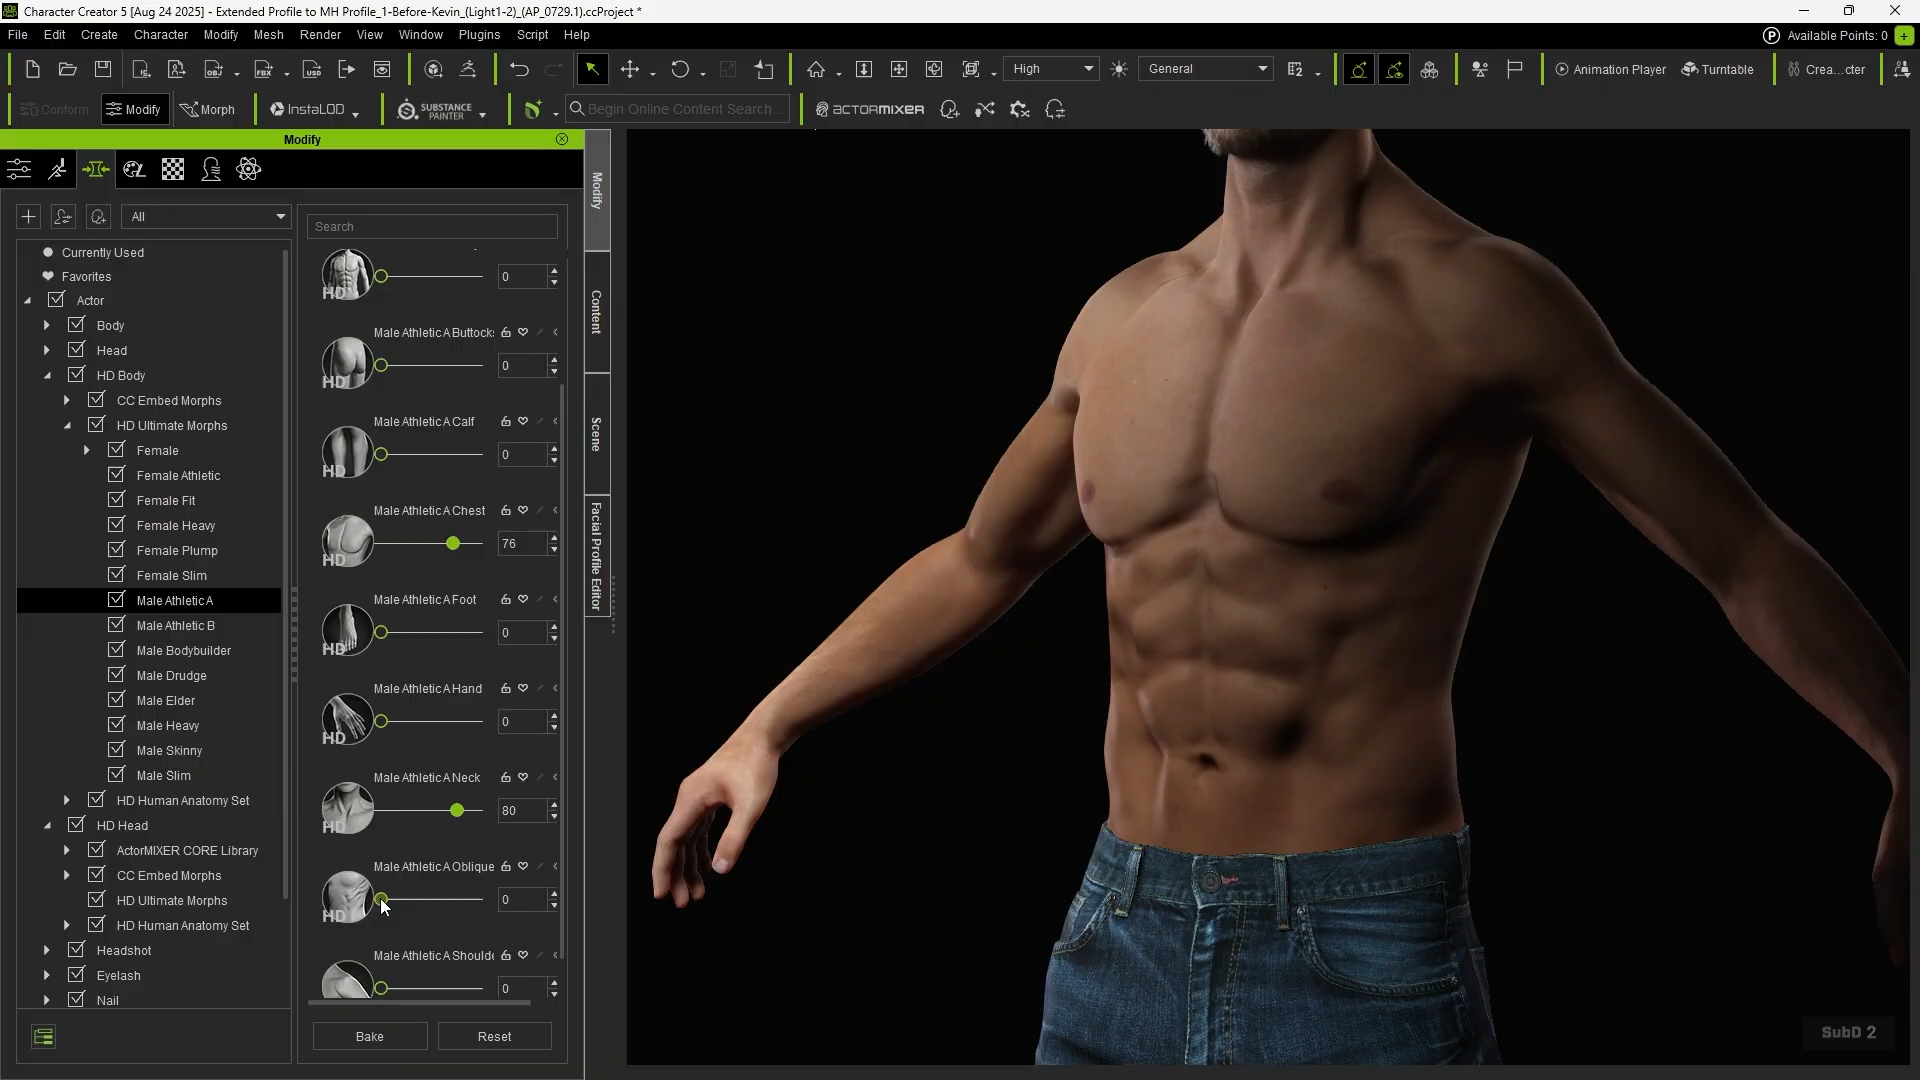 Character Creator 5 [Aug 24 2025] - Extended Profile to MH Profile_1-Before-Kevin_(Light1-2)_(AP_0729.1).ccProject *
File Edit Create Character Modify Mesh Render View Window Plugins Script Help
Available Points: 0
High
General
Animation Player
Turntable
Crea...cter
Conform
Modify
Morph
InstaLOD
SUBSTANCE PAINTER
Begin Online Content Search...
ACTORMIXER
Modify
All
Search
Currently Used
Favorites
Actor
Body
Head
HD Body
CC Embed Morphs
HD Ultimate Morphs
Female
Female Athletic
Female Fit
Female Heavy
Female Plump
Female Slim
Male Athletic A
Male Athletic B
Male Bodybuilder
Male Drudge
Male Elder
Male Heavy
Male Skinny
Male Slim
HD Human Anatomy Set
HD Head
ActorMIXER CORE Library
CC Embed Morphs
HD Ultimate Morphs
HD Human Anatomy Set
Headshot
Eyelash
Nail
HD 0
Male Athletic A Buttock
HD 0
Male Athletic A Calf
HD 0
Male Athletic A Chest
HD 76
Male Athletic A Foot
HD 0
Male Athletic A Hand
HD 0
Male Athletic A Neck
HD 80
Male Athletic A Oblique
HD 0
Male Athletic A Should
0
Bake
Reset
Modify
Content
Scene
Facial Profile Editor
SubD 2